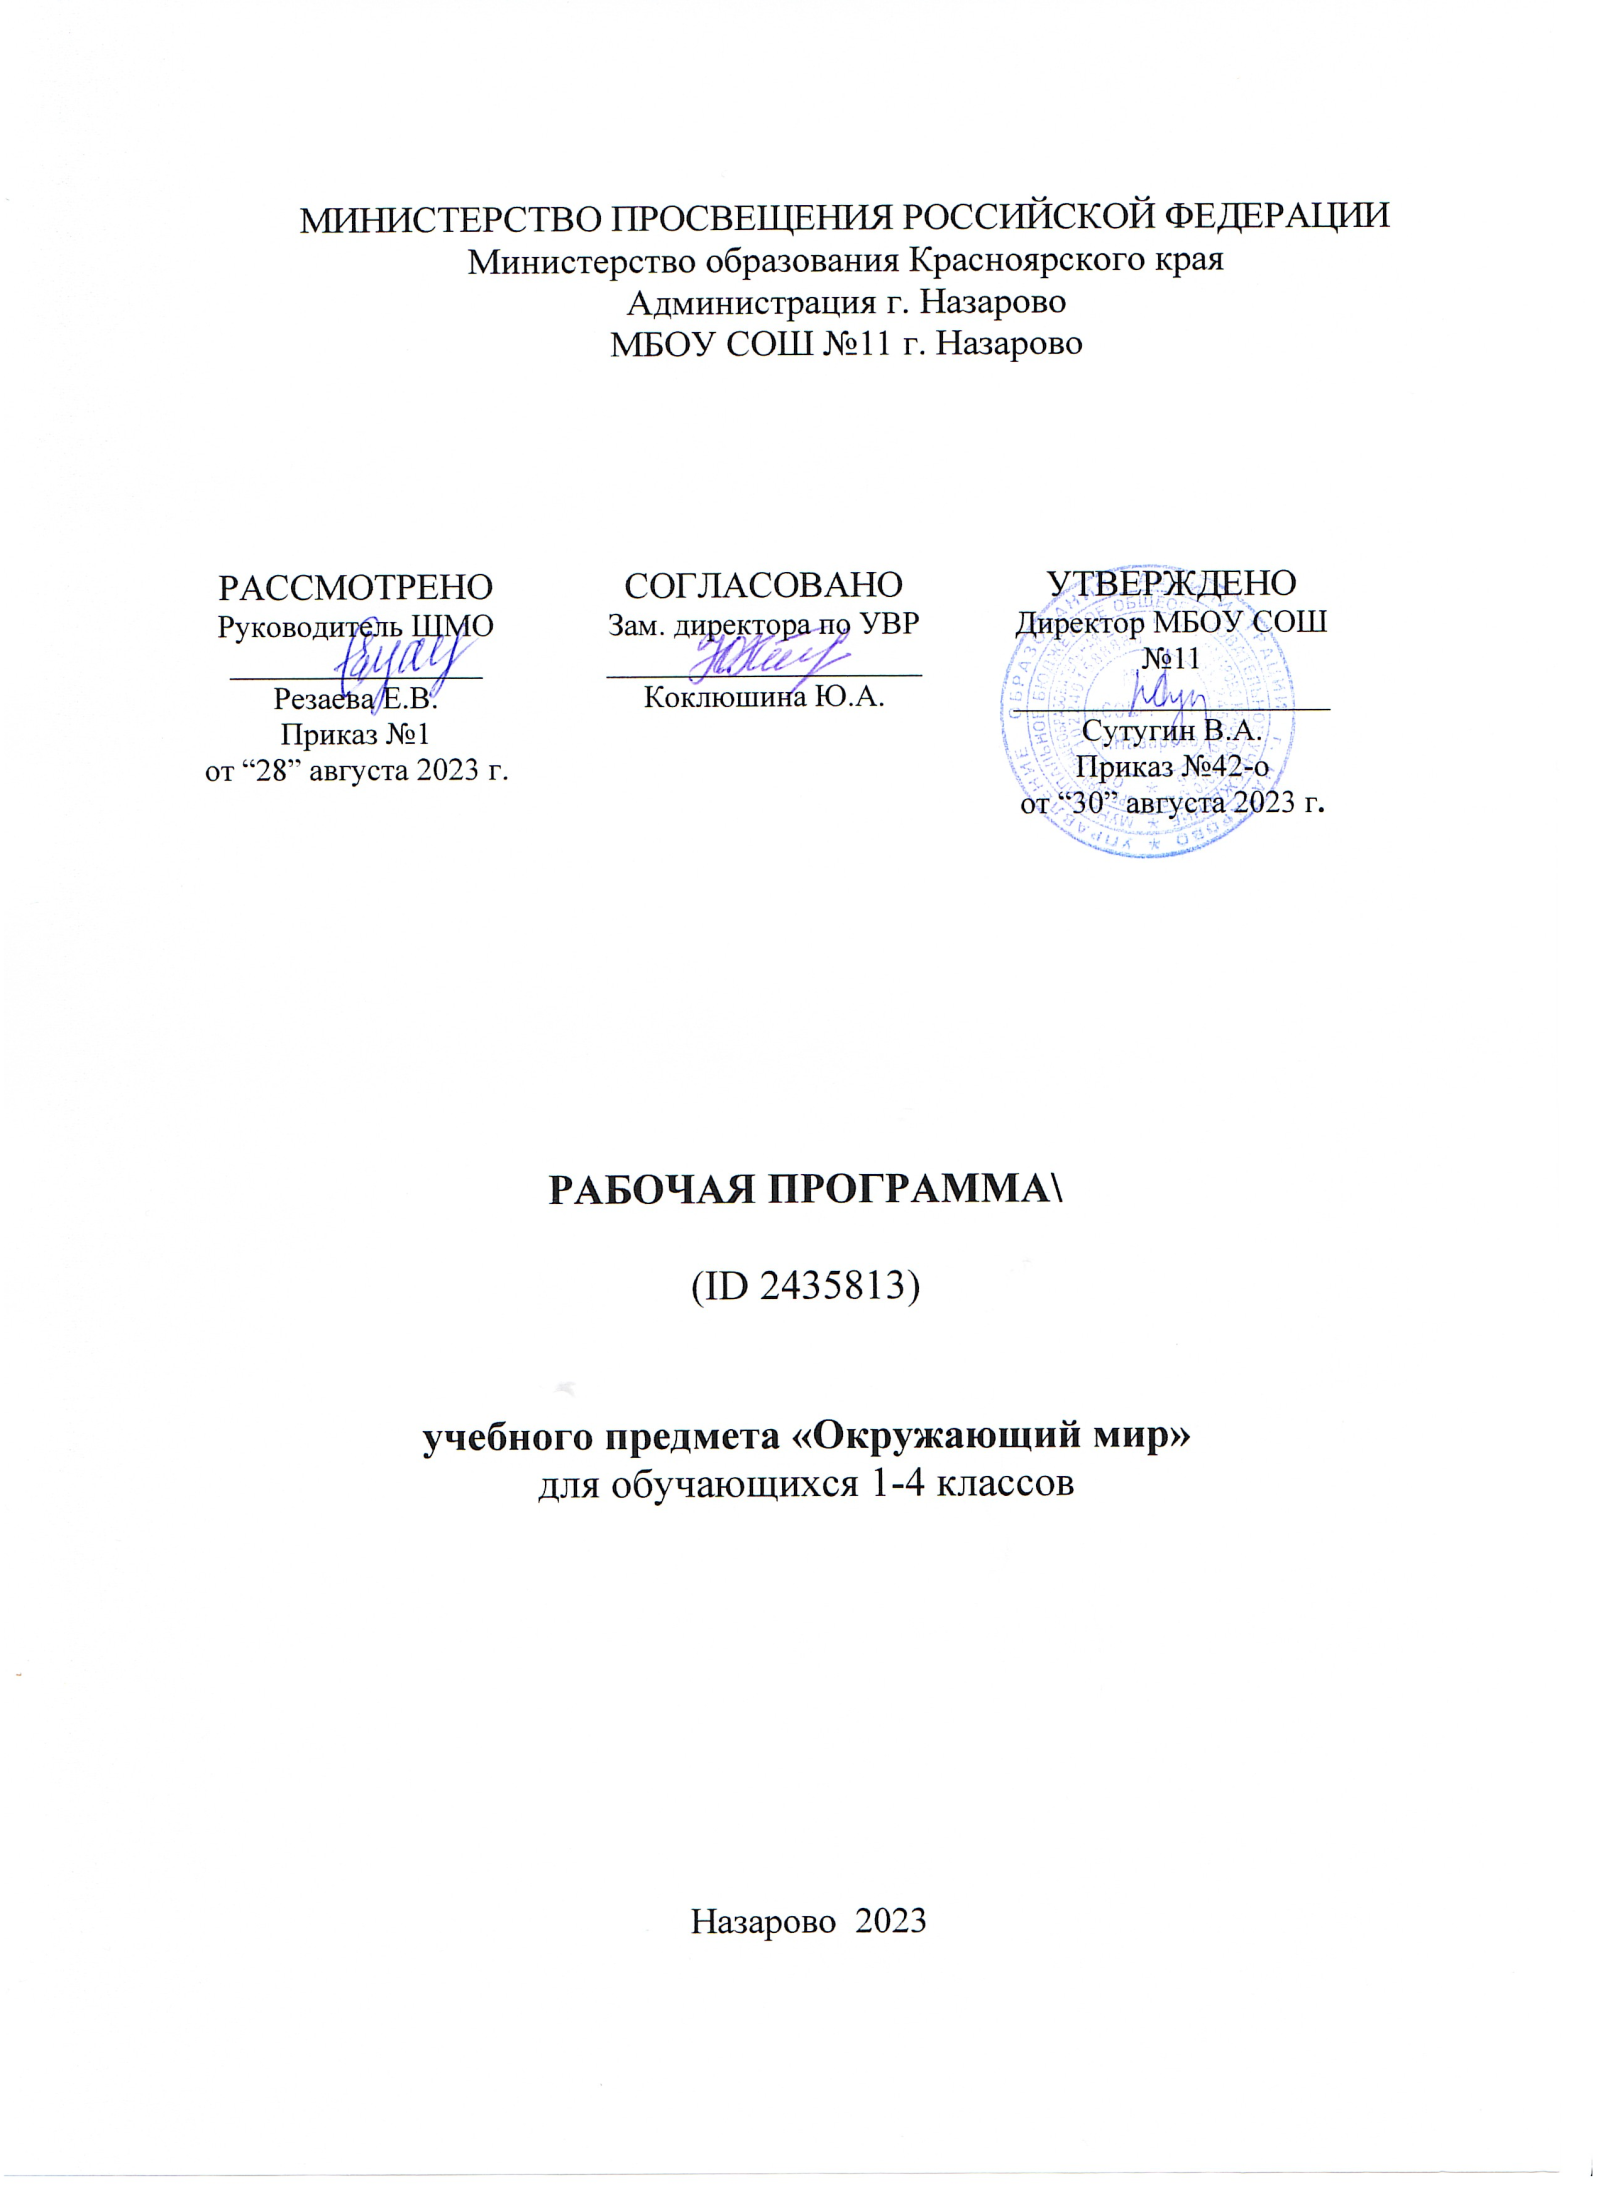 МИНИСТЕРСТВО ПРОСВЕЩЕНИЯ РОССИЙСКОЙ ФЕДЕРАЦИИ
Министерство образования Красноярского края
Администрация г. Назарово
МБОУ СОШ №11 г. Назарово
РАССМОТРЕНО
Руководитель ШМО
Резаева Е.В.
Приказ №1
от “28” августа 2023 г.
СОГЛАСОВАНО
Зам. директора по УВР
Коклюшина Ю.А.
УТВЕРЖДЕНО
Директор МБОУ СОШ
№11
Сутугин В.А.
Приказ №42-о
от “30” августа 2023 г.
РАБОЧАЯ ПРОГРАММА\
(ID 2435813)
учебного предмета «Окружающий мир»
для обучающихся 1-4 классов
Назарово 2023